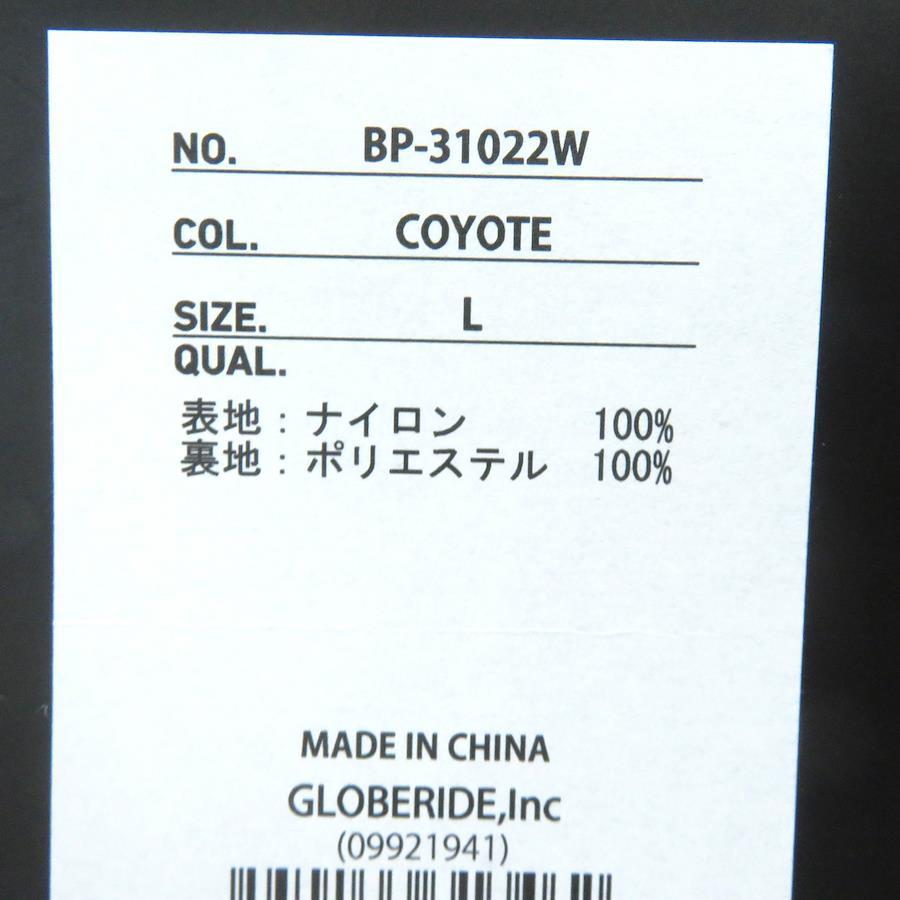 NO. BP-31022W
COL. COYOTE
SIZE. L
QUAL.
表地:ナイロン 100%
裏地:ポリエステル 100%
MADE IN CHINA
GLOBERIDE,Inc
(09921941)